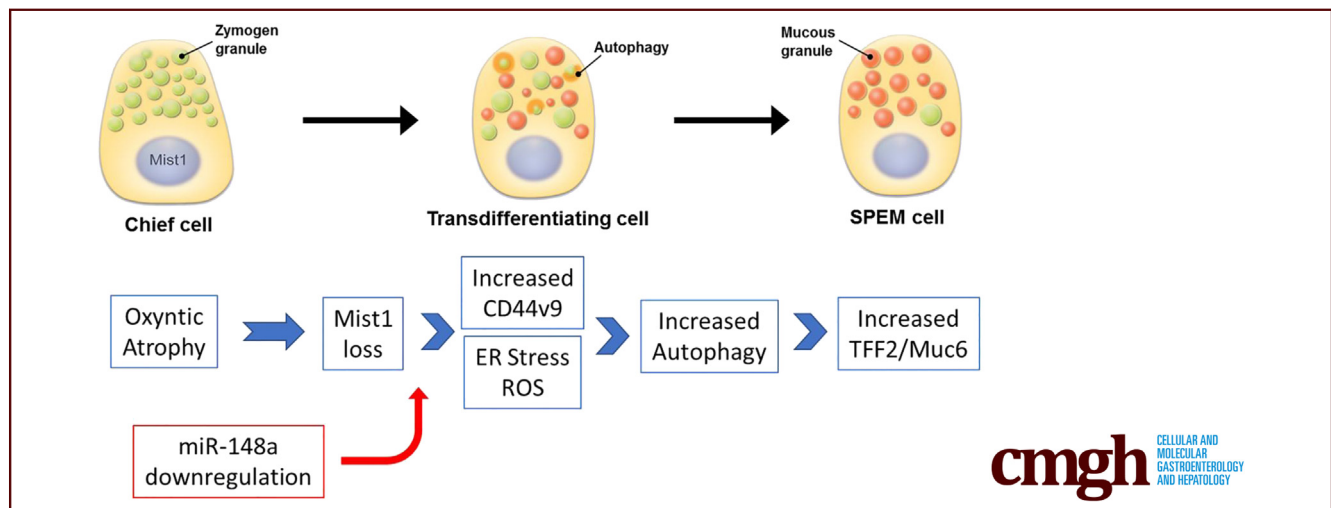 Zymogen
granule
Mist1
Chief cell
Autophagy
Transdifferentiating cell
Mucous
granule
SPEM cell
Oxyntic
Atrophy
Mist1
loss
Increased
CD44v9
ER Stress
ROS
Increased
Autophagy
Increased
TFF2/Muc6
miR-148a
downregulation
cmgh
CELLULAR AND
MOLECULAR
GASTROENTEROLOGY
AND HEPATOLOGY